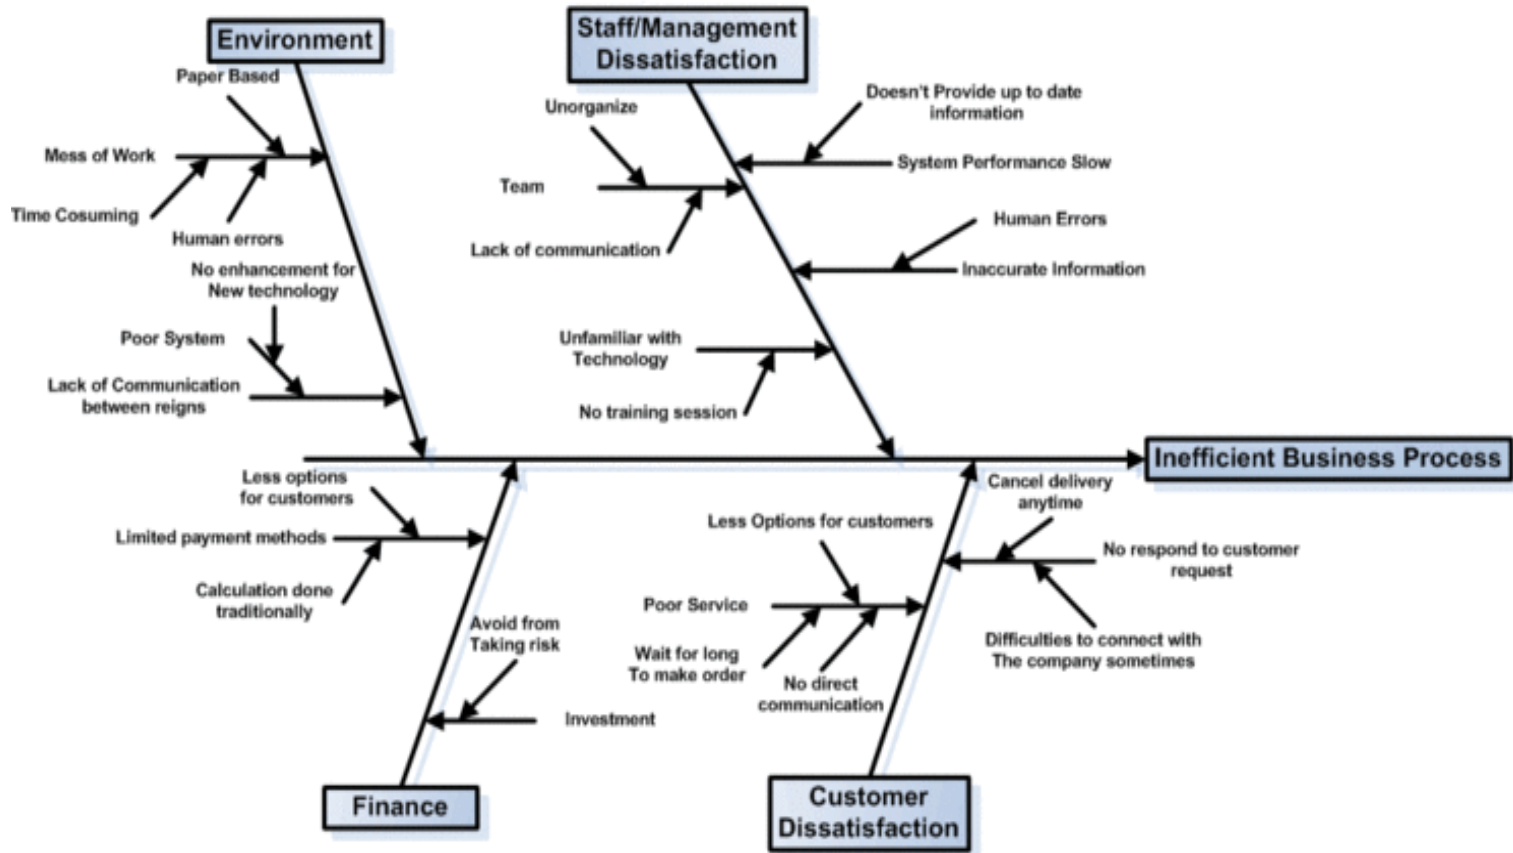 Environment
Paper Based
Mess of Work
Time Cosuming
Human errors
No enhancement for
New technology
Poor System
Lack of Communication
between reigns
Staff/Management
Dissatisfaction
Unorganize
Team
Lack of communication
Doesn't Provide up to date
information
System Performance Slow
Human Errors
Inaccurate Information
Unfamiliar with
Technology
No training session
Inefficient Business Process
Less options
for customers
Limited payment methods
Calculation done
traditionally
Avoid from
Taking risk
Investment
Finance
Cancel delivery
anytime
Less Options for customers
No respond to customer
request
Poor Service
Wait for long
To make order
No direct
communication
Difficulties to connect with
The company sometimes
Customer
Dissatisfaction